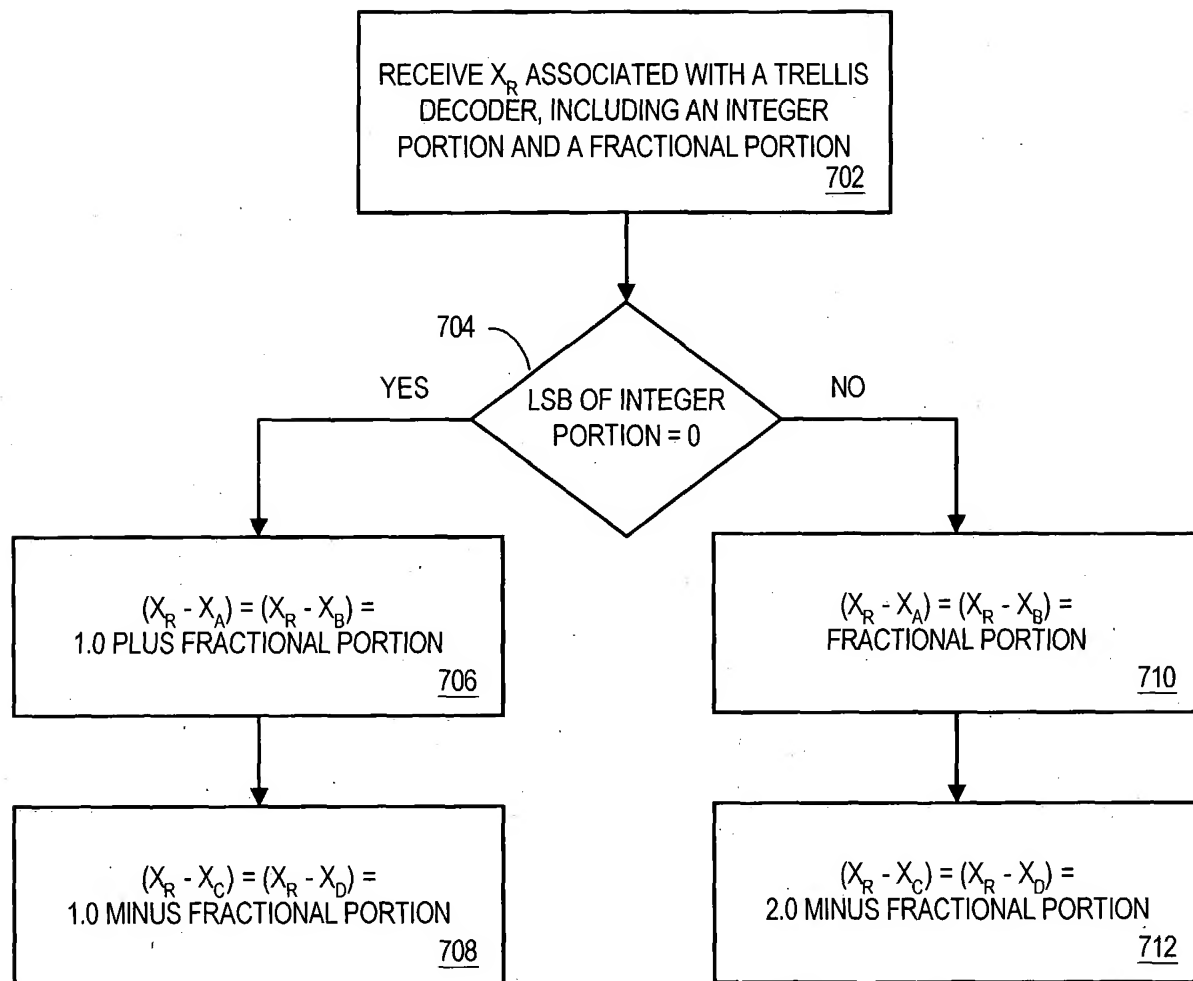 RECEIVE X_R ASSOCIATED WITH A TRELLIS
DECODER, INCLUDING AN INTEGER
PORTION AND A FRACTIONAL PORTION
702
704
YES
NO
LSB OF INTEGER
PORTION = 0
(X_R - X_A) = (X_R - X_B) =
1.0 PLUS FRACTIONAL PORTION
706
(X_R - X_A) = (X_R - X_B) =
FRACTIONAL PORTION
710
(X_R - X_C) = (X_R - X_D) =
1.0 MINUS FRACTIONAL PORTION
708
(X_R - X_C) = (X_R - X_D) =
2.0 MINUS FRACTIONAL PORTION
712